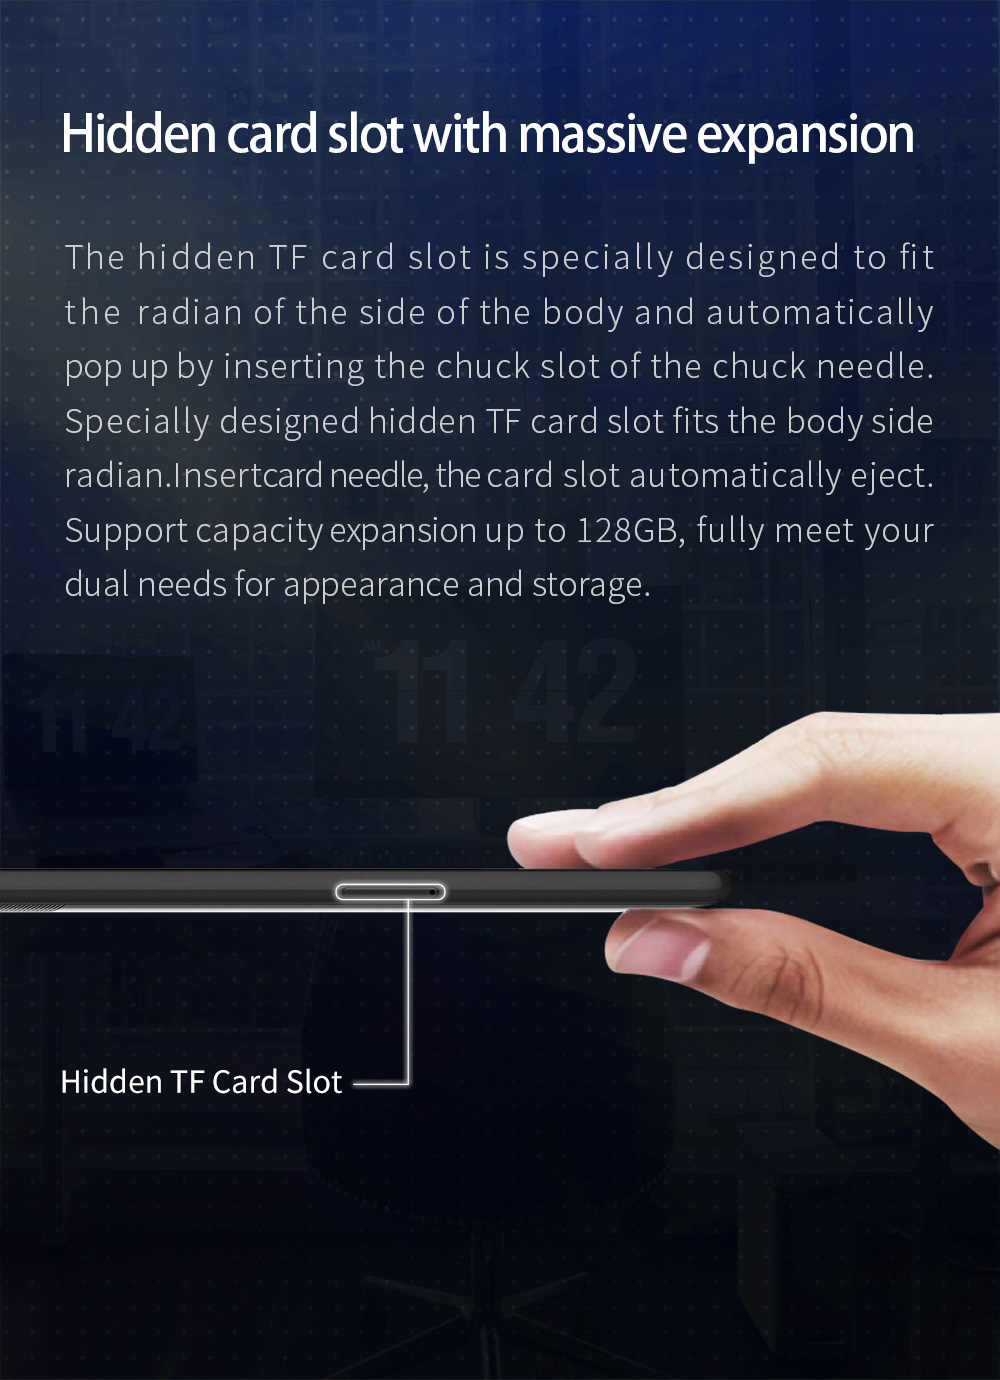 Hidden card slot with massive expansion
The hidden TF card slot is specially designed to fit
the radian of the side of the body and automatically
pop up by inserting the chuck slot of the chuck needle.
Specially designed hidden TF card slot fits the body side
radian.Insertcard needle, the card slot automatically eject.
Support capacity expansion up to 128GB, fully meet your
dual needs for appearance and storage.
AM
11 42
11 42
Hidden TF Card Slot